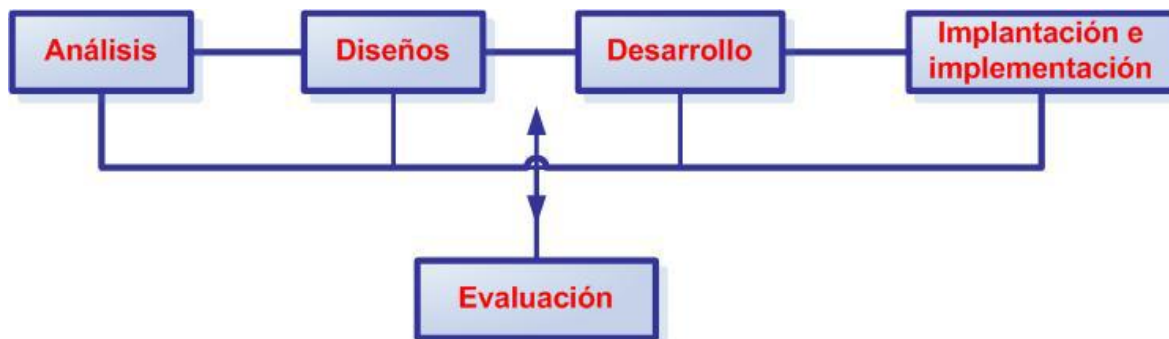 Análisis
Diseños
Desarrollo
Implantación e
implementación
Evaluación